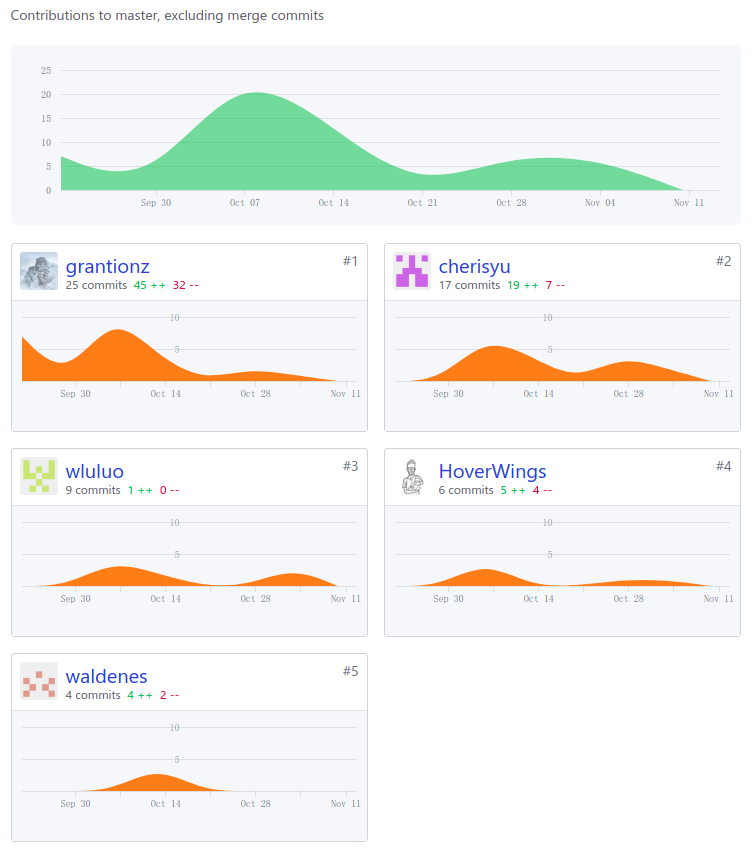 Contributions to master, excluding merge commits
25
20
15
10
5
0
Sep 30 Oct 07 Oct 14 Oct 21 Oct 28 Nov 04 Nov 11
grantionz #1
25 commits 45 ++ 32 --
10
5
Sep 30 Oct 14 Oct 28 Nov 11
cherisyu #2
17 commits 19 ++ 7 --
10
5
Sep 30 Oct 14 Oct 28 Nov 11
wluluo #3
9 commits 1 ++ 0 --
10
5
Sep 30 Oct 14 Oct 28 Nov 11
HoverWings #4
6 commits 5 ++ 4 --
10
5
Sep 30 Oct 14 Oct 28 Nov 11
waldenes #5
4 commits 4 ++ 2 --
10
5
Sep 30 Oct 14 Oct 28 Nov 11